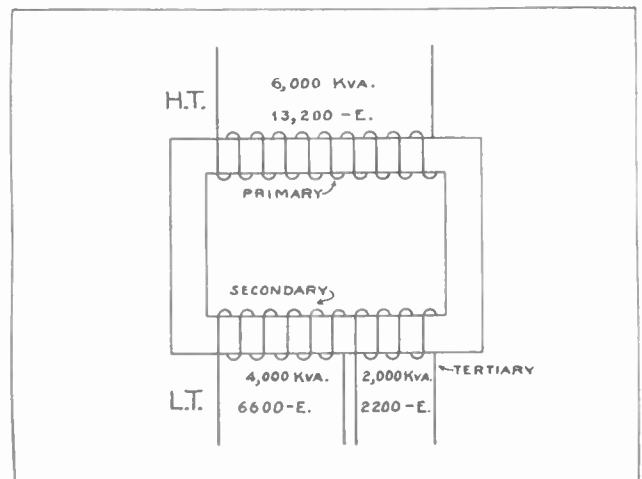 H.T.
6,000 KVA.
13,200 -E.
PRIMARY
SECONDARY
TERTIARY
L.T.
4,000 KVA.
6600-E.
2,000 KVA.
2200-E.